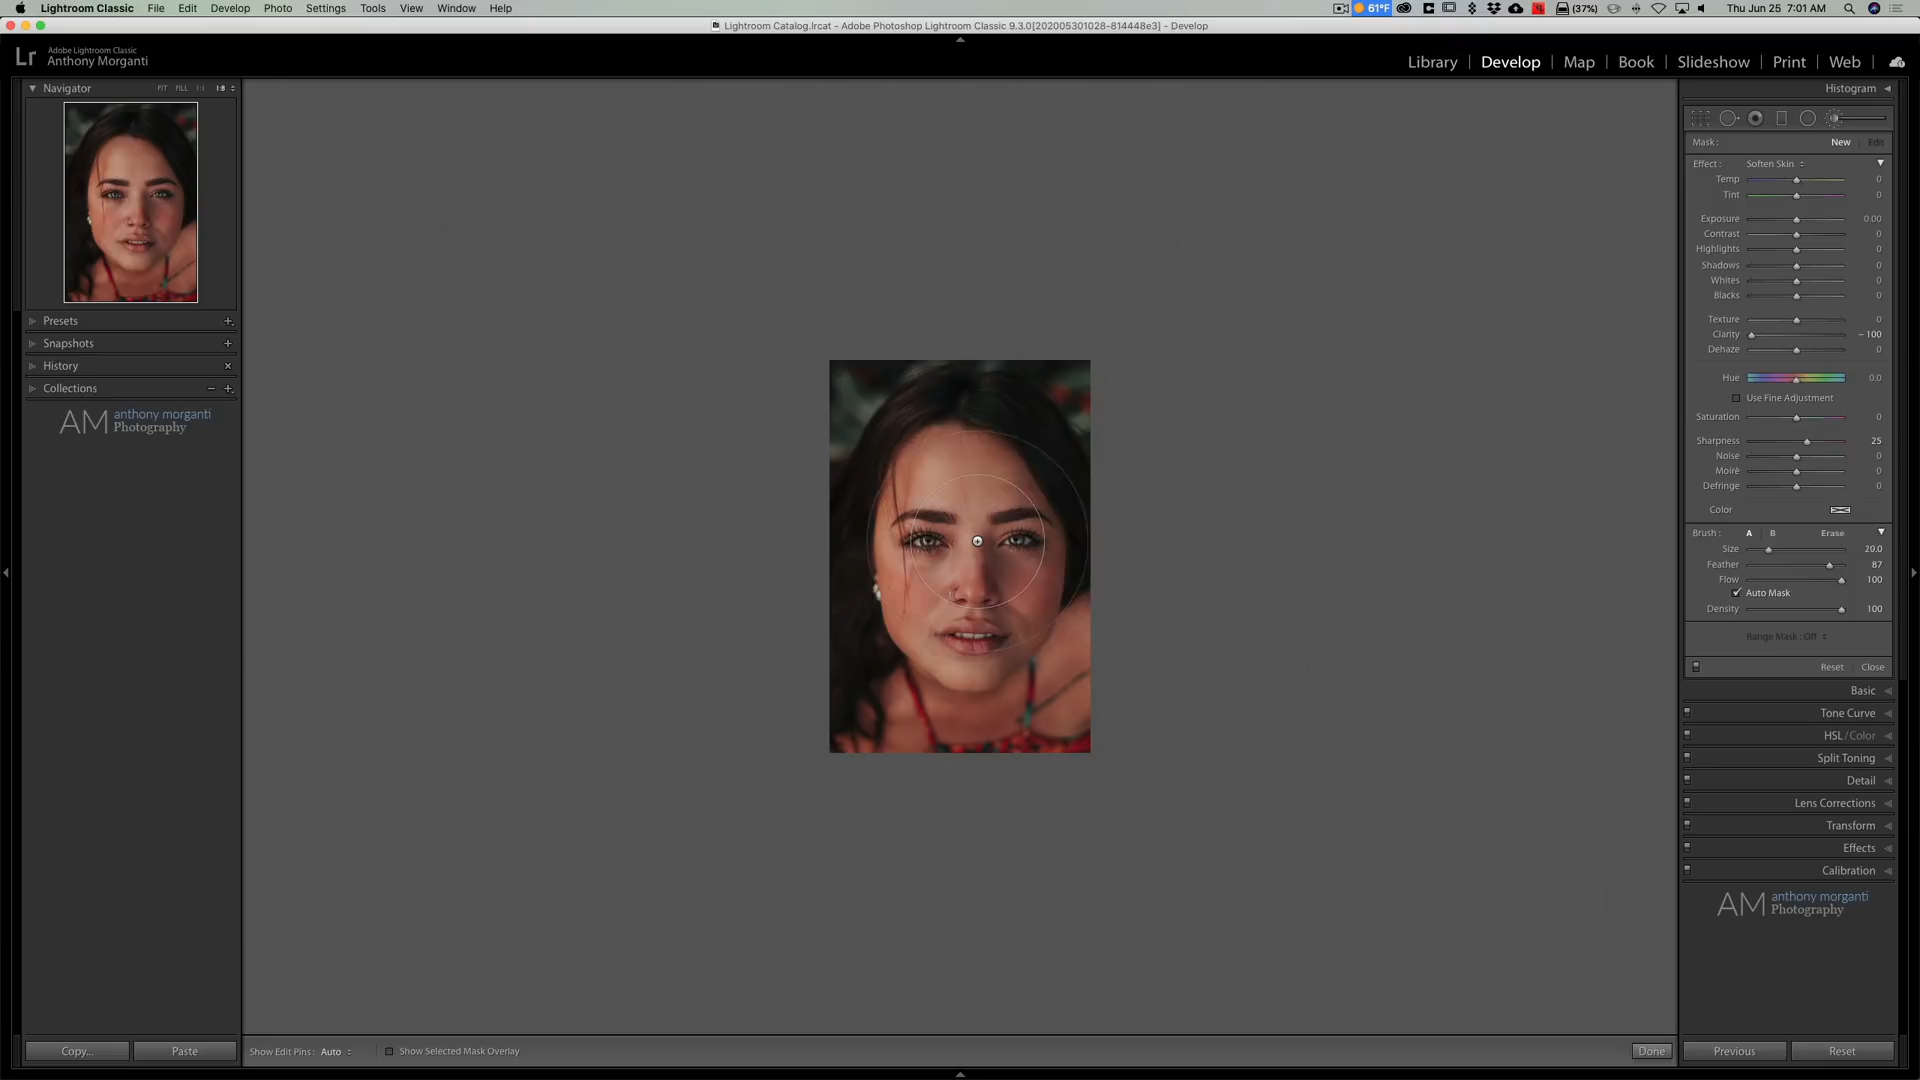 Lightroom Classic File Edit Develop Photo Settings Tools View Window Help
61°F (37%) Thu Jun 25 7:01 AM
Lightroom Catalog.lrcat - Adobe Photoshop Lightroom Classic 9.3.0[202005301028-814448e3] - Develop
Lr Adobe Lightroom Classic
Anthony Morganti
Library Develop Map Book Slideshow Print Web
Navigator FIT FILL 1:1 1:8
Presets
Snapshots
History
Collections
AM anthony morganti
Photography
Histogram
Mask : New Edit
Effect : Soften Skin
Temp 0
Tint 0
Exposure 0.00
Contrast 0
Highlights 0
Shadows 0
Whites 0
Blacks 0
Texture 0
Clarity – 100
Dehaze 0
Hue 0.0
Use Fine Adjustment
Saturation 0
Sharpness 25
Noise 0
Moiré 0
Defringe 0
Color
Brush : A B Erase
Size 20.0
Feather 87
Flow 100
Auto Mask
Density 100
Range Mask : Off
Reset Close
Basic
Tone Curve
HSL / Color
Split Toning
Detail
Lens Corrections
Transform
Effects
Calibration
AM anthony morganti
Photography
Copy... Paste
Show Edit Pins : Auto Show Selected Mask Overlay Done
Previous Reset